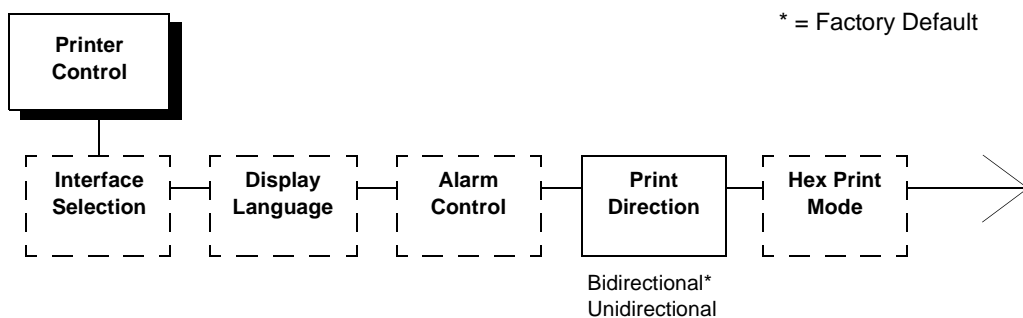 * = Factory Default
Printer
Control
Interface
Selection
Display
Language
Alarm
Control
Print
Direction
Hex Print
Mode
Bidirectional*
Unidirectional